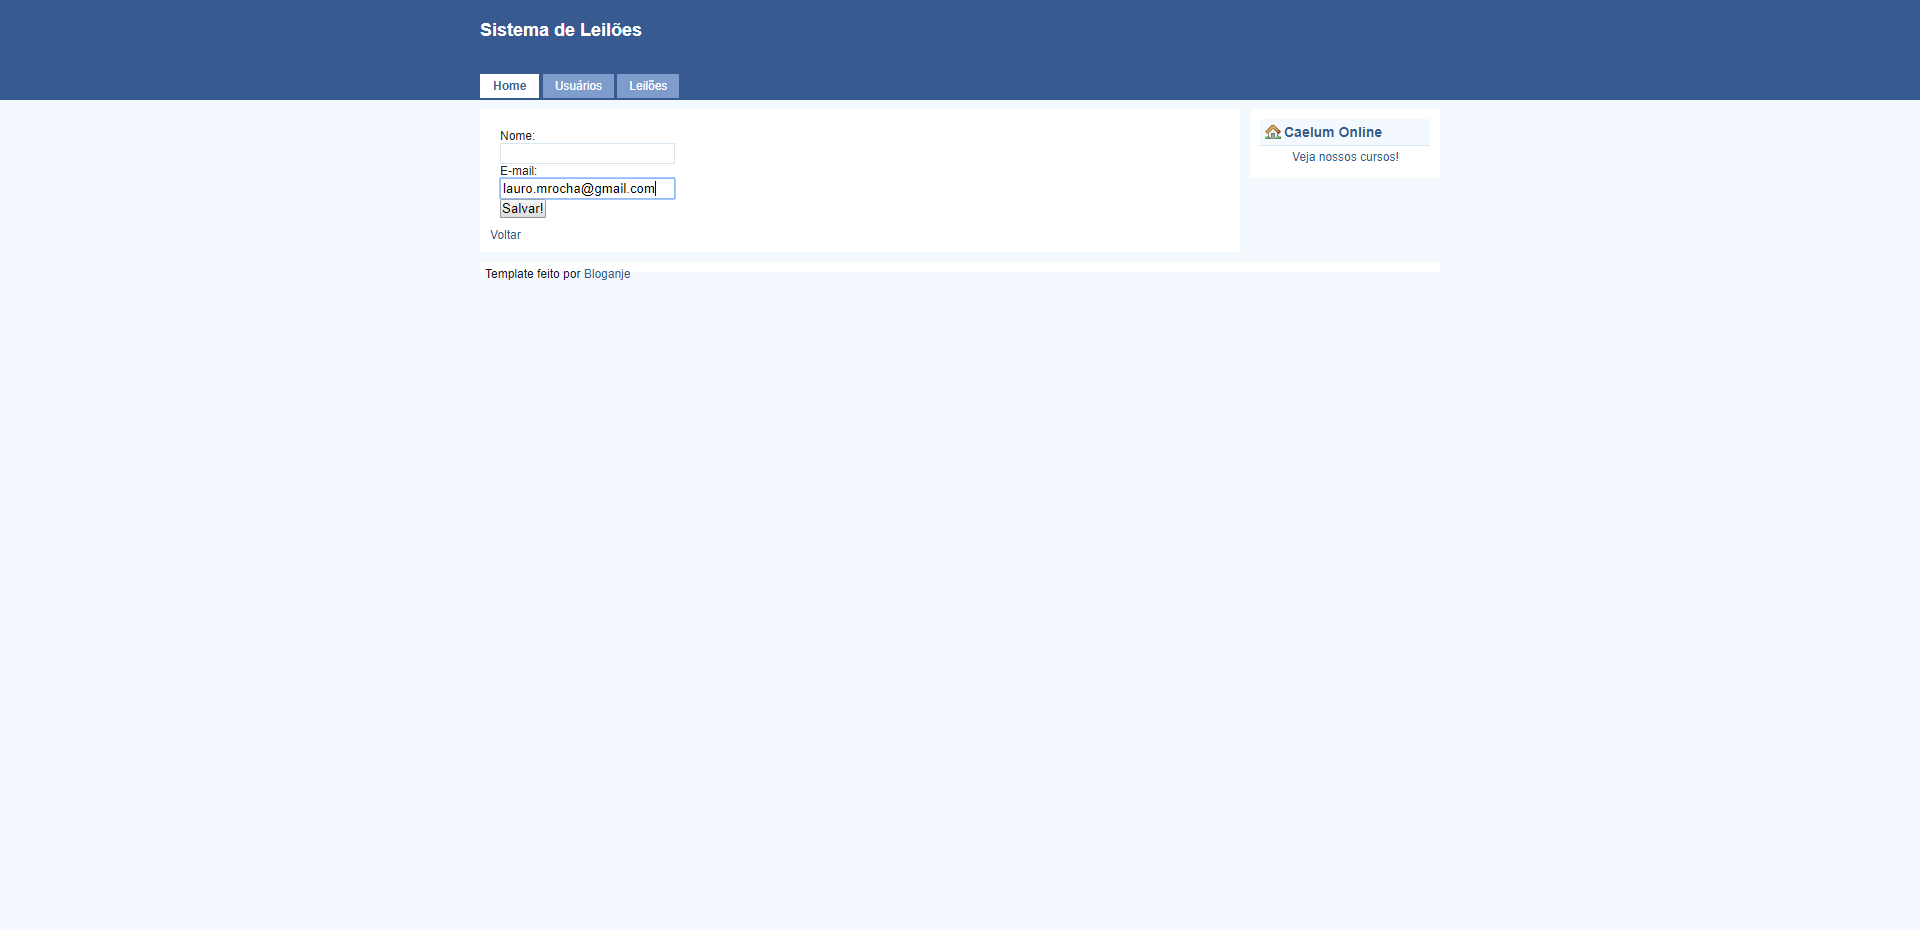 Sistema de Leilões
Home Usuários Leilões
Nome:
E-mail:
lauro.mrocha@gmail.com
Salvar!
Voltar
Caelum Online
Veja nossos cursos!
Template feito por Bloganje